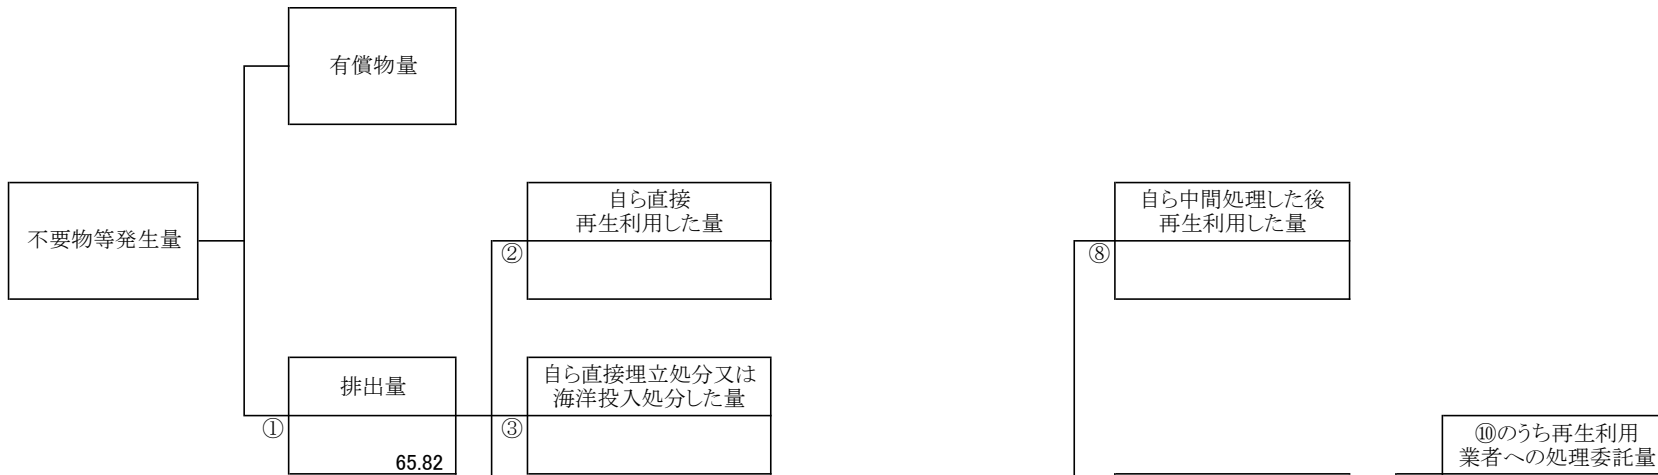 有償物量
不要物等発生量
自ら直接
再生利用した量
②
自ら中間処理した後
再生利用した量
⑧
排出量
①
65.82
自ら直接埋立処分又は
海洋投入処分した量
③
⑩のうち再生利用
業者への処理委託量